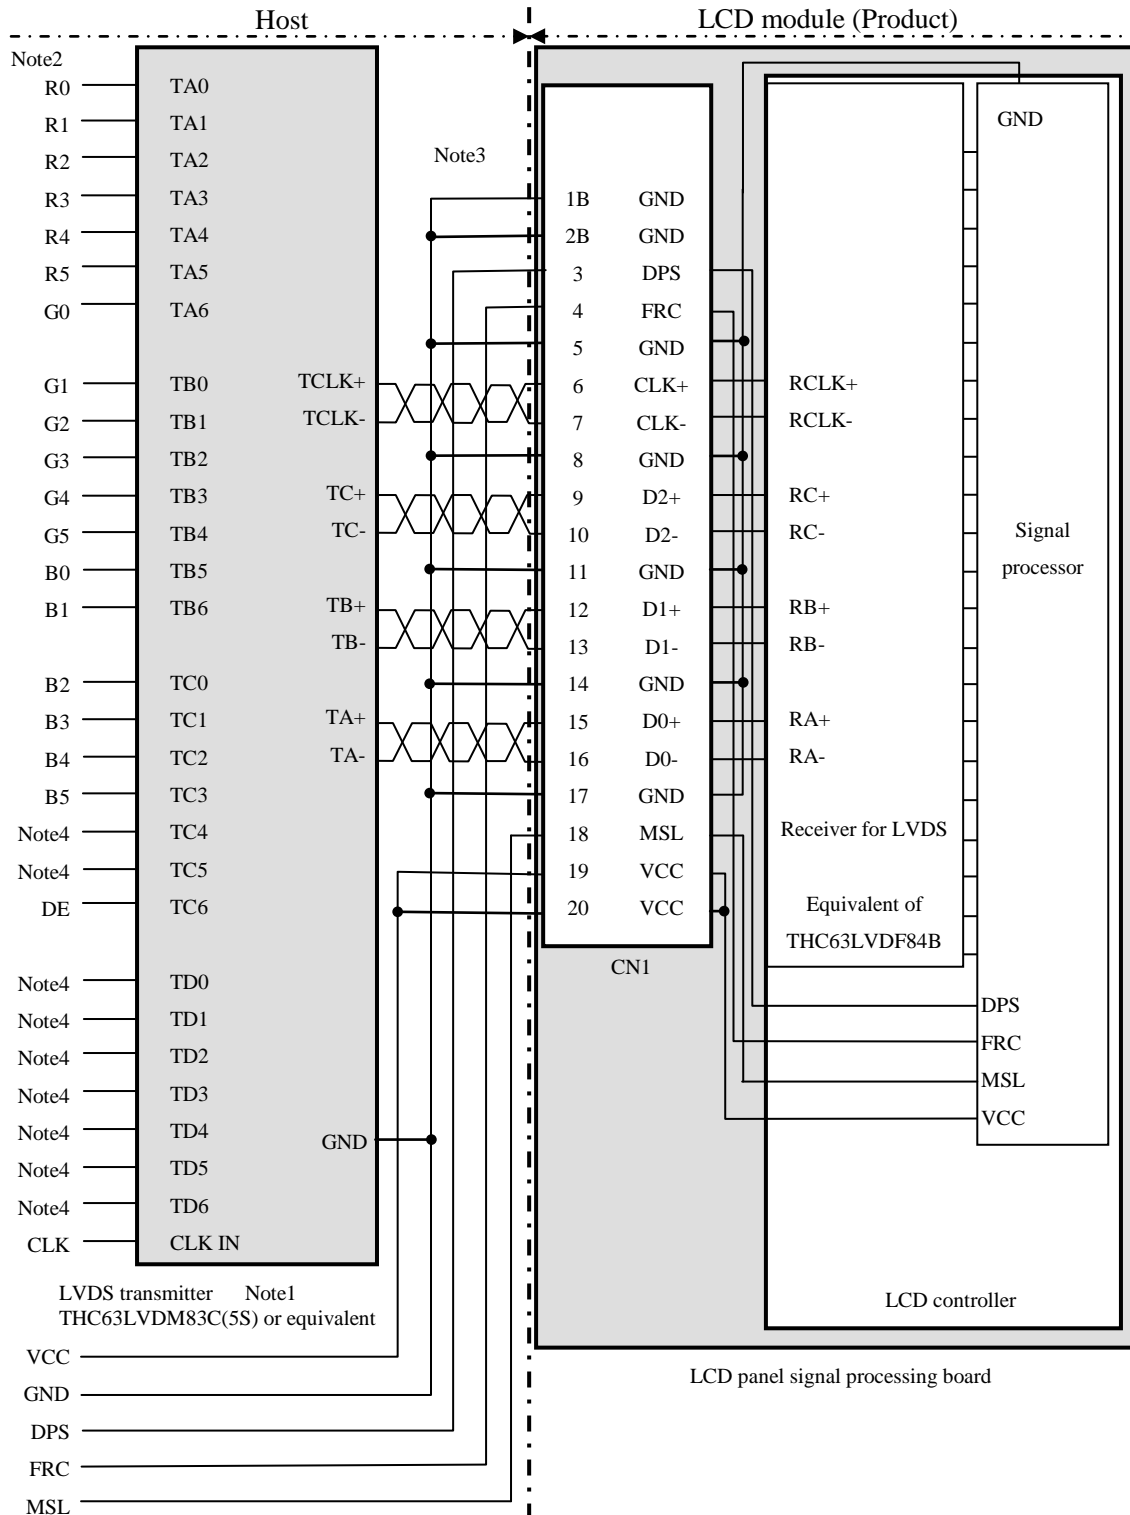 Host
LCD module (Product)
Note2
R0 TA0
R1 TA1
R2 TA2
R3 TA3
R4 TA4
R5 TA5
G0 TA6
G1 TB0
G2 TB1
G3 TB2
G4 TB3
G5 TB4
B0 TB5
B1 TB6
B2 TC0
B3 TC1
B4 TC2
B5 TC3
Note4 TC4
Note4 TC5
DE TC6
Note4 TD0
Note4 TD1
Note4 TD2
Note4 TD3
Note4 TD4
Note4 TD5
Note4 TD6
CLK CLK IN
TCLK+
TCLK-
TC+
TC-
TB+
TB-
TA+
TA-
GND
LVDS transmitter Note1
THC63LVDM83C(5S) or equivalent
VCC
GND
DPS
FRC
MSL
Note3
1B GND
2B GND
3 DPS
4 FRC
5 GND
6 CLK+
7 CLK-
8 GND
9 D2+
10 D2-
11 GND
12 D1+
13 D1-
14 GND
15 D0+
16 D0-
17 GND
18 MSL
19 VCC
20 VCC
CN1
RCLK+
RCLK-
RC+
RC-
RB+
RB-
RA+
RA-
Receiver for LVDS
Equivalent of
THC63LVDF84B
GND
Signal
processor
DPS
FRC
MSL
VCC
LCD controller
LCD panel signal processing board